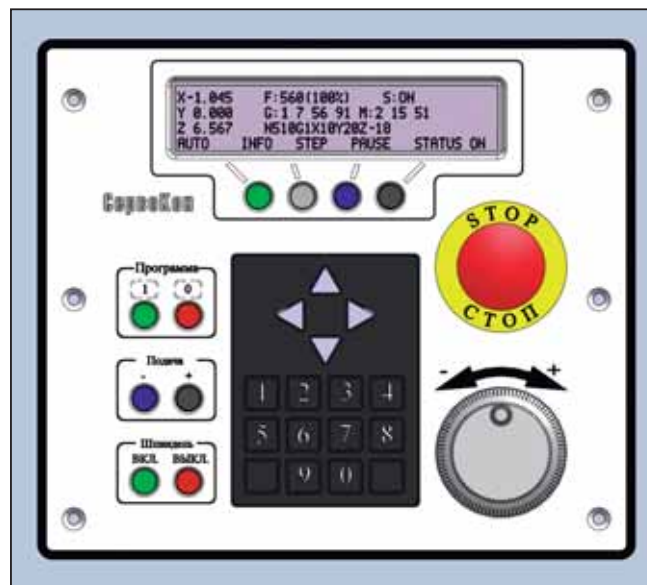 X-1.045 F:560(100%) S:ON
Y 0.000 G:1 7 56 91 M:2 15 51
Z 6.567 N510G1X10Y20Z-10
AUTO INFO STEP PAUSE STATUS ON
СервоКон
STOP
СТОП
Программа
1 0
Подача
- +
Шпиндель
ВКЛ. ВЫКЛ.
1 2 3 4
5 6 7 8
9 0
- +